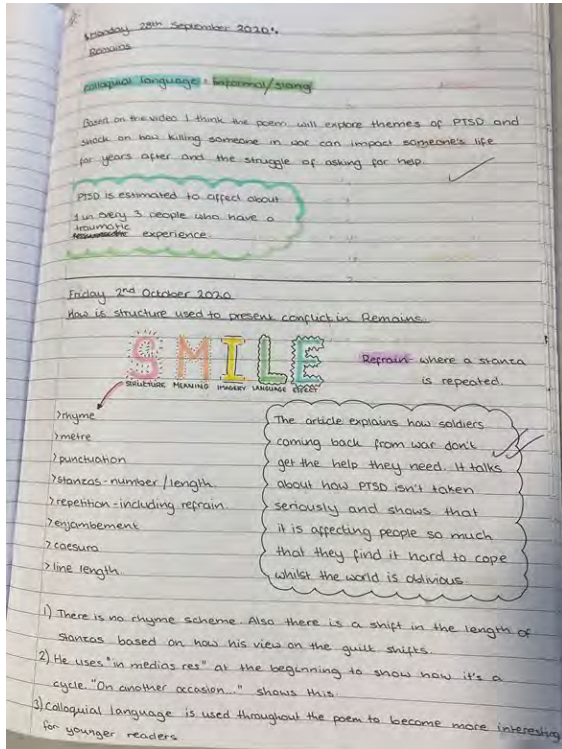 Monday 28th September 2020.
Remains
Colloquial language = Informal/slang
Based on the video I think the poem will explore themes of PTSD and
shock on how killing someone in war can impact someone's life
for years after and the struggle of asking for help.
PTSD is estimated to affect about
1 in every 3 people who have a
traumatic
experience.
Friday 2nd October 2020
How is structure used to present conflict in Remains.
SMILE
STRUCTURE MEANING IMAGERY LANGUAGE EFFECT
Refrain - where a stanza
is repeated.
>rhyme
>metre
>punctuation
>stanzas - number/length.
>repetition - including refrain.
>enjambement
>caesura
>line length
The article explains how soldiers
coming back from war don't
get the help they need. It talks
about how PTSD isn't taken
seriously and shows that
it is affecting people so much
that they find it hard to cope
whilst the world is oblivious
1) There is no rhyme scheme. Also there is a shift in the length of
stanzas based on how his view on the guilt shifts.
2) He uses "in medias res" at the beginning to show how it's a
cycle. "On another occasion..." shows this.
3) Colloquial language is used throughout the poem to become more interesting
for younger readers